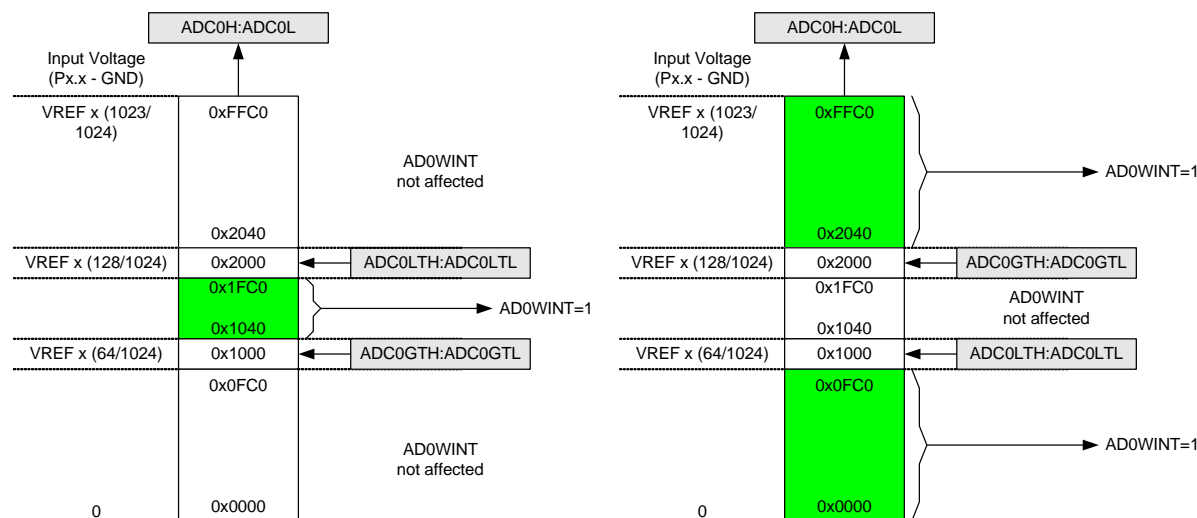 ADC0H:ADC0L
Input Voltage
(Px.x - GND)
VREF x (1023/
1024)
0xFFC0
AD0WINT
not affected
0x2040
VREF x (128/1024)
0x2000
ADC0LTH:ADC0LTL
0x1FC0
AD0WINT=1
0x1040
VREF x (64/1024)
0x1000
ADC0GTH:ADC0GTL
0x0FC0
AD0WINT
not affected
0
0x0000
ADC0H:ADC0L
Input Voltage
(Px.x - GND)
VREF x (1023/
1024)
0xFFC0
AD0WINT=1
0x2040
VREF x (128/1024)
0x2000
ADC0GTH:ADC0GTL
0x1FC0
AD0WINT
not affected
0x1040
VREF x (64/1024)
0x1000
ADC0LTH:ADC0LTL
0x0FC0
AD0WINT=1
0
0x0000